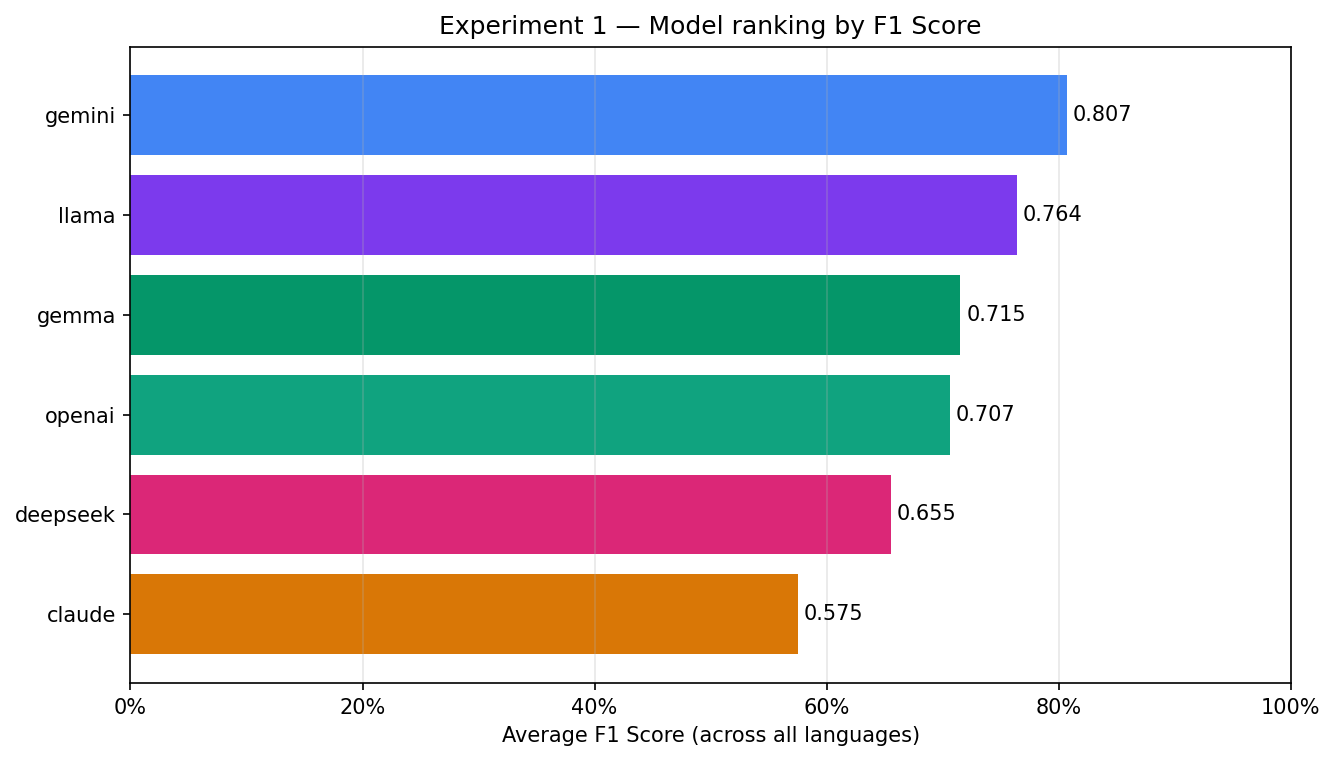 Experiment 1 — Model ranking by F1 Score
gemini 0.807
llama 0.764
gemma 0.715
openai 0.707
deepseek 0.655
claude 0.575
0% 20% 40% 60% 80% 100%
Average F1 Score (across all languages)